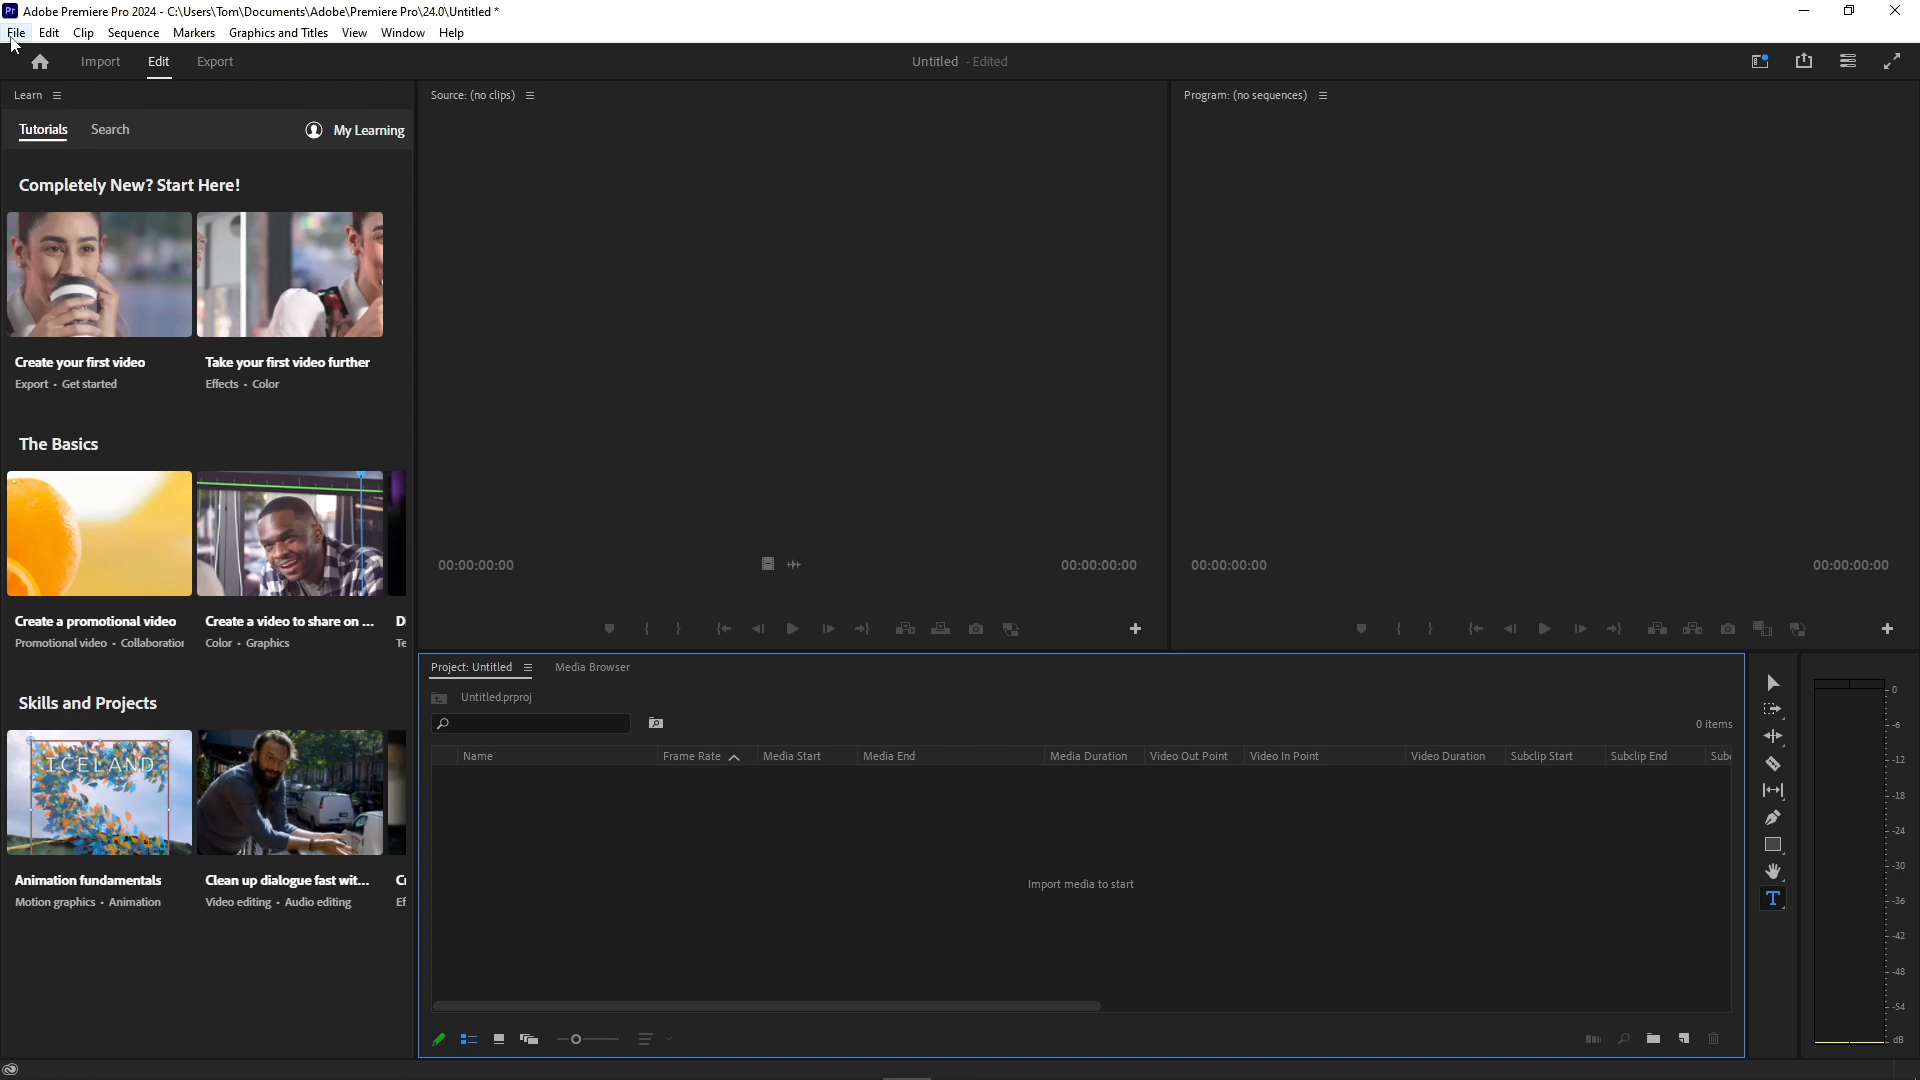 Adobe Premiere Pro 2024 - C:\Users\Tom\Documents\Adobe\Premiere Pro\24.0\Untitled *
File Edit Clip Sequence Markers Graphics and Titles View Window Help
Import Edit Export Untitled - Edited
Learn
Tutorials Search My Learning
Completely New? Start Here!
Create your first video Take your first video further
Export • Get started Effects • Color
The Basics
Create a promotional video Create a video to share on ... D
Promotional video • Collaboration Color • Graphics Te
Skills and Projects
ICELAND
Animation fundamentals Clean up dialogue fast wit... Cr
Motion graphics • Animation Video editing • Audio editing Ef
Source: (no clips)
00:00:00:00 00:00:00:00
Program: (no sequences)
00:00:00:00 00:00:00:00
Project: Untitled Media Browser
Untitled.prproj
0 items
Name Frame Rate Media Start Media End Media Duration Video Out Point Video In Point Video Duration Subclip Start Subclip End Sub
Import media to start
T
0
-6
-12
-18
-24
-30
-36
-42
-48
-54
dB